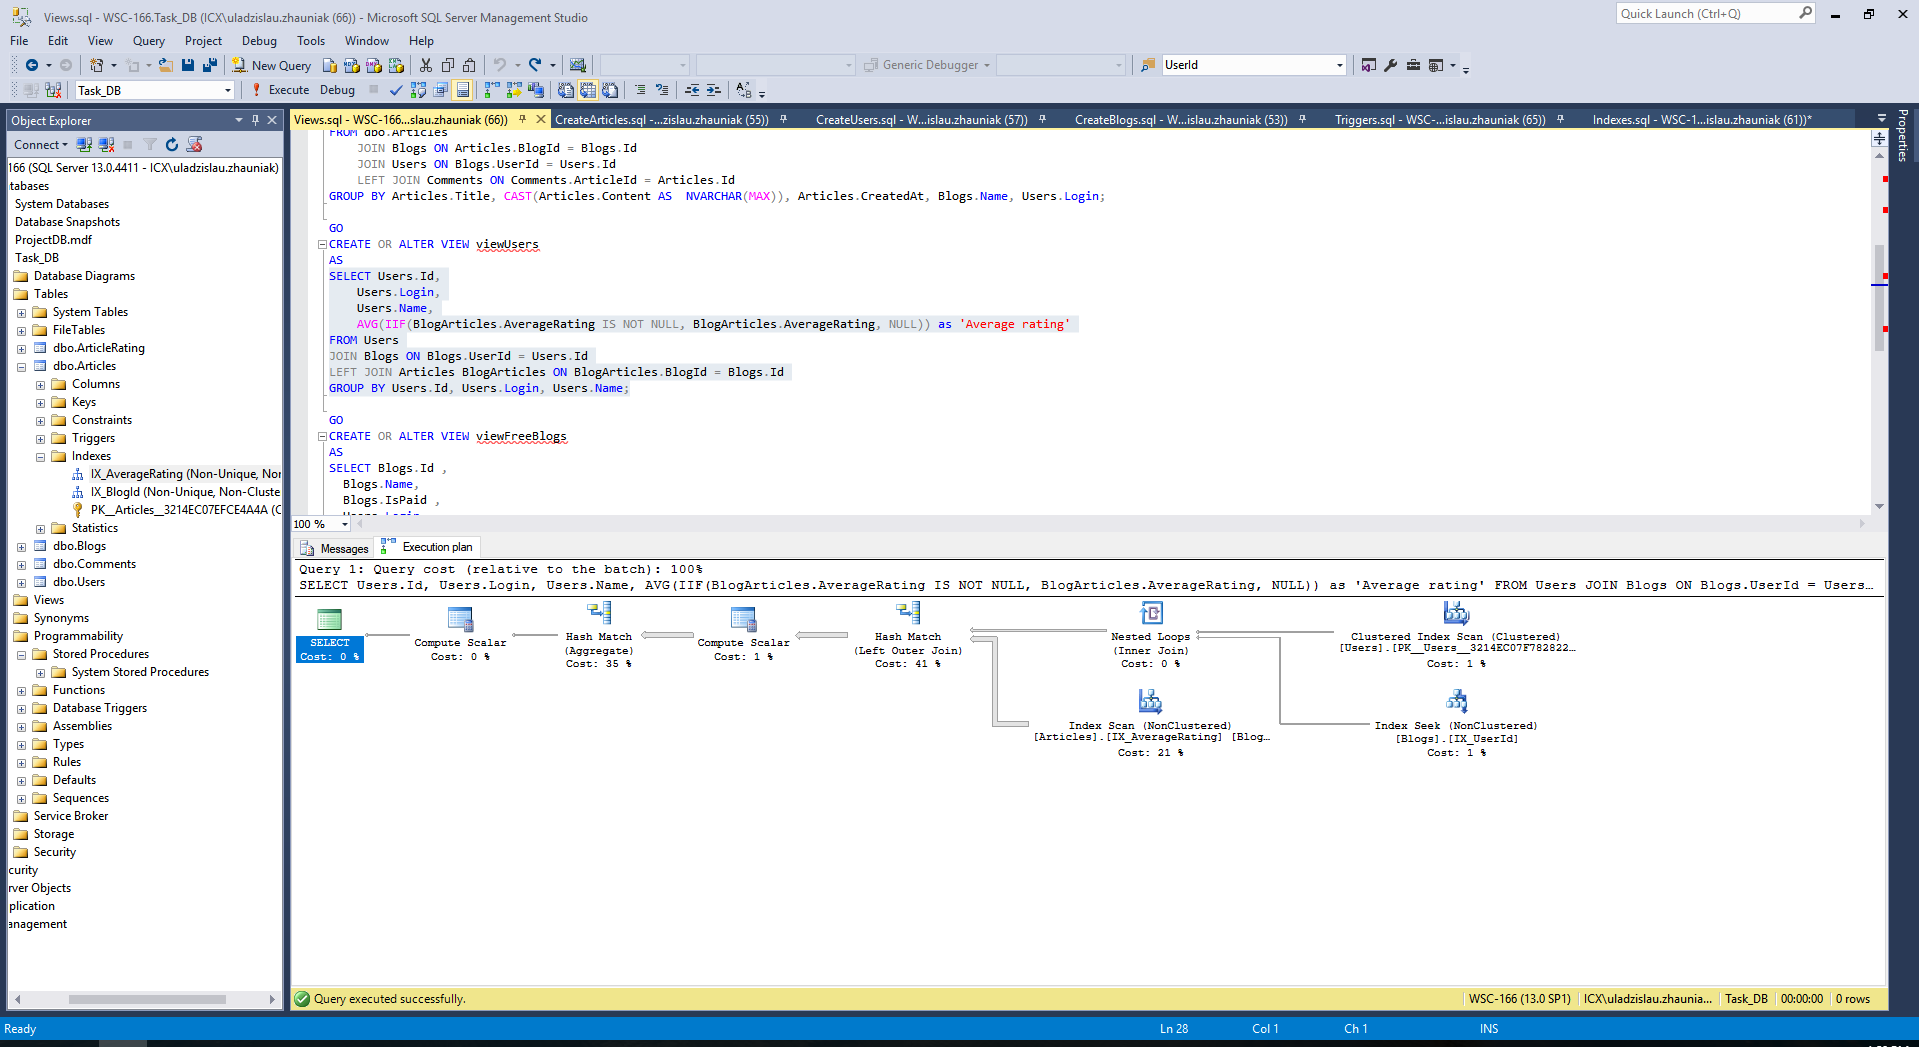 Views.sql - WSC-166.Task_DB (ICX\uladzislau.zhauniak (66)) - Microsoft SQL Server Management Studio
Quick Launch (Ctrl+Q)
File Edit View Query Project Debug Tools Window Help
New Query
Generic Debugger
UserId
Task_DB
Execute Debug
Object Explorer
Connect
166 (SQL Server 13.0.4411 - ICX\uladzislau.zhauniak)
tabases
System Databases
Database Snapshots
ProjectDB.mdf
Task_DB
Database Diagrams
Tables
System Tables
FileTables
dbo.ArticleRating
dbo.Articles
Columns
Keys
Constraints
Triggers
Indexes
IX_AverageRating (Non-Unique, Nor
IX_BlogId (Non-Unique, Non-Cluste
PK__Articles__3214EC07EFCE4A4A (C
Statistics
dbo.Blogs
dbo.Comments
dbo.Users
Views
Synonyms
Programmability
Stored Procedures
System Stored Procedures
Functions
Database Triggers
Assemblies
Types
Rules
Defaults
Sequences
Service Broker
Storage
Security
curity
rver Objects
plication
anagement
Views.sql - WSC-166...slau.zhauniak (66))
CreateArticles.sql -...zislau.zhauniak (55))
CreateUsers.sql - W...islau.zhauniak (57))
CreateBlogs.sql - W...islau.zhauniak (53))
Triggers.sql - WSC-...islau.zhauniak (65))
Indexes.sql - WSC-1...islau.zhauniak (61))*
Properties
FROM dbo.Articles
JOIN Blogs ON Articles.BlogId = Blogs.Id
JOIN Users ON Blogs.UserId = Users.Id
LEFT JOIN Comments ON Comments.ArticleId = Articles.Id
GROUP BY Articles.Title, CAST(Articles.Content AS  NVARCHAR(MAX)), Articles.CreatedAt, Blogs.Name, Users.Login;
GO
CREATE OR ALTER VIEW viewUsers
AS
SELECT Users.Id,
Users.Login,
Users.Name,
AVG(IIF(BlogArticles.AverageRating IS NOT NULL, BlogArticles.AverageRating, NULL)) as 'Average rating'
FROM Users
JOIN Blogs ON Blogs.UserId = Users.Id
LEFT JOIN Articles BlogArticles ON BlogArticles.BlogId = Blogs.Id
GROUP BY Users.Id, Users.Login, Users.Name;
GO
CREATE OR ALTER VIEW viewFreeBlogs
AS
SELECT Blogs.Id ,
Blogs.Name,
Blogs.IsPaid ,
Users.Login
100 %
Messages Execution plan
Query 1: Query cost (relative to the batch): 100%
SELECT Users.Id, Users.Login, Users.Name, AVG(IIF(BlogArticles.AverageRating IS NOT NULL, BlogArticles.AverageRating, NULL)) as 'Average rating' FROM Users JOIN Blogs ON Blogs.UserId = Users...
SELECT
Cost: 0 %
Compute Scalar
Cost: 0 %
Hash Match
(Aggregate)
Cost: 35 %
Compute Scalar
Cost: 1 %
Hash Match
(Left Outer Join)
Cost: 41 %
Nested Loops
(Inner Join)
Cost: 0 %
Clustered Index Scan (Clustered)
[Users].[PK__Users__3214EC07F782822...
Cost: 1 %
Index Scan (NonClustered)
[Articles].[IX_AverageRating] [Blog...
Cost: 21 %
Index Seek (NonClustered)
[Blogs].[IX_UserId]
Cost: 1 %
Query executed successfully.
WSC-166 (13.0 SP1) ICX\uladzislau.zhaunia... Task_DB 00:00:00 0 rows
Ready
Ln 28 Col 1 Ch 1 INS